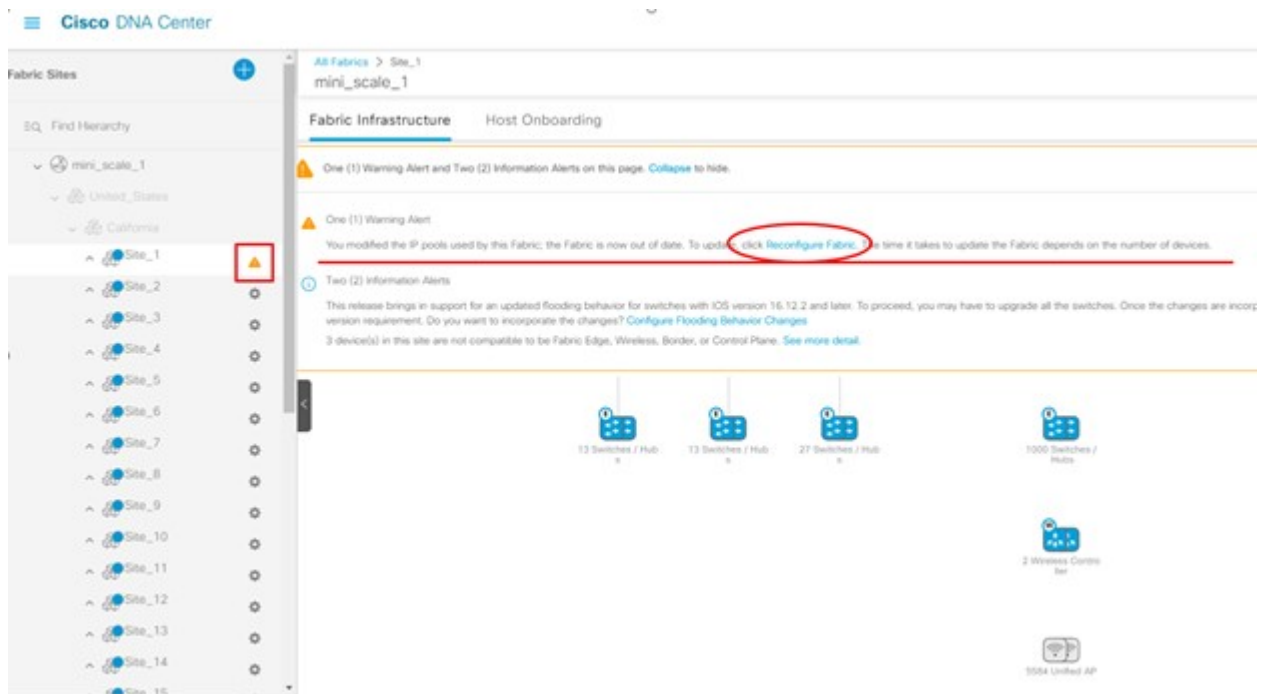 Cisco DNA Center
Fabric Sites
Find Hierarchy
mini_scale_1
United_States
California
Site_1
Site_2
Site_3
Site_4
Site_5
Site_6
Site_7
Site_8
Site_9
Site_10
Site_11
Site_12
Site_13
Site_14
Site_15
All Fabrics > Site_1
mini_scale_1
Fabric Infrastructure Host Onboarding
One (1) Warning Alert and Two (2) Information Alerts on this page. Collapse to hide.
One (1) Warning Alert
You modified the IP pools used by this Fabric; the Fabric is now out of date. To update, click Reconfigure Fabric. The time it takes to update the Fabric depends on the number of devices.
Two (2) Information Alerts
This release brings in support for an updated flooding behavior for switches with IOS version 16.12.2 and later. To proceed, you may have to upgrade all the switches. Once the changes are incorp
version requirement. Do you want to incorporate the changes? Configure Flooding Behavior Changes
3 device(s) in this site are not compatible to be Fabric Edge, Wireless, Border, or Control Plane. See more detail.
13 Switches / Hub
s
13 Switches / Hub
s
27 Switches / Hub
s
1000 Switches /
Hubs
2 Wireless Contro
ller
5584 Unified AP